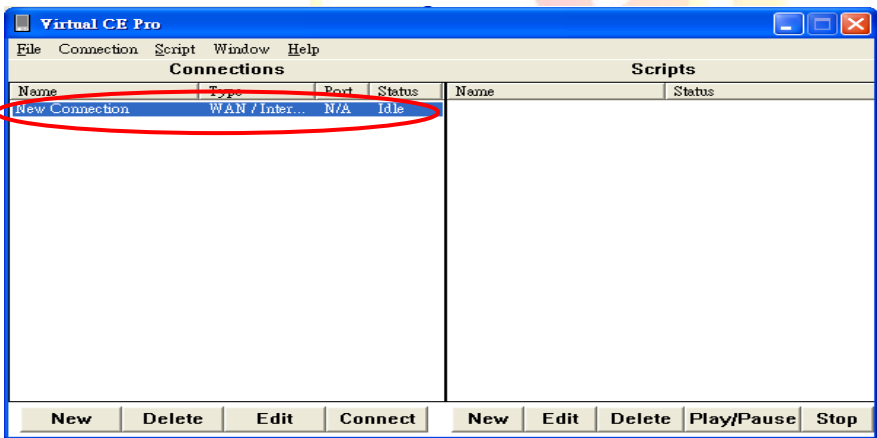 Virtual CE Pro
File Connection Script Window Help
Connections
Scripts
Name Type Port Status
Name Status
New Connection WAN / Inter... N/A Idle
New Delete Edit Connect
New Edit Delete Play/Pause Stop